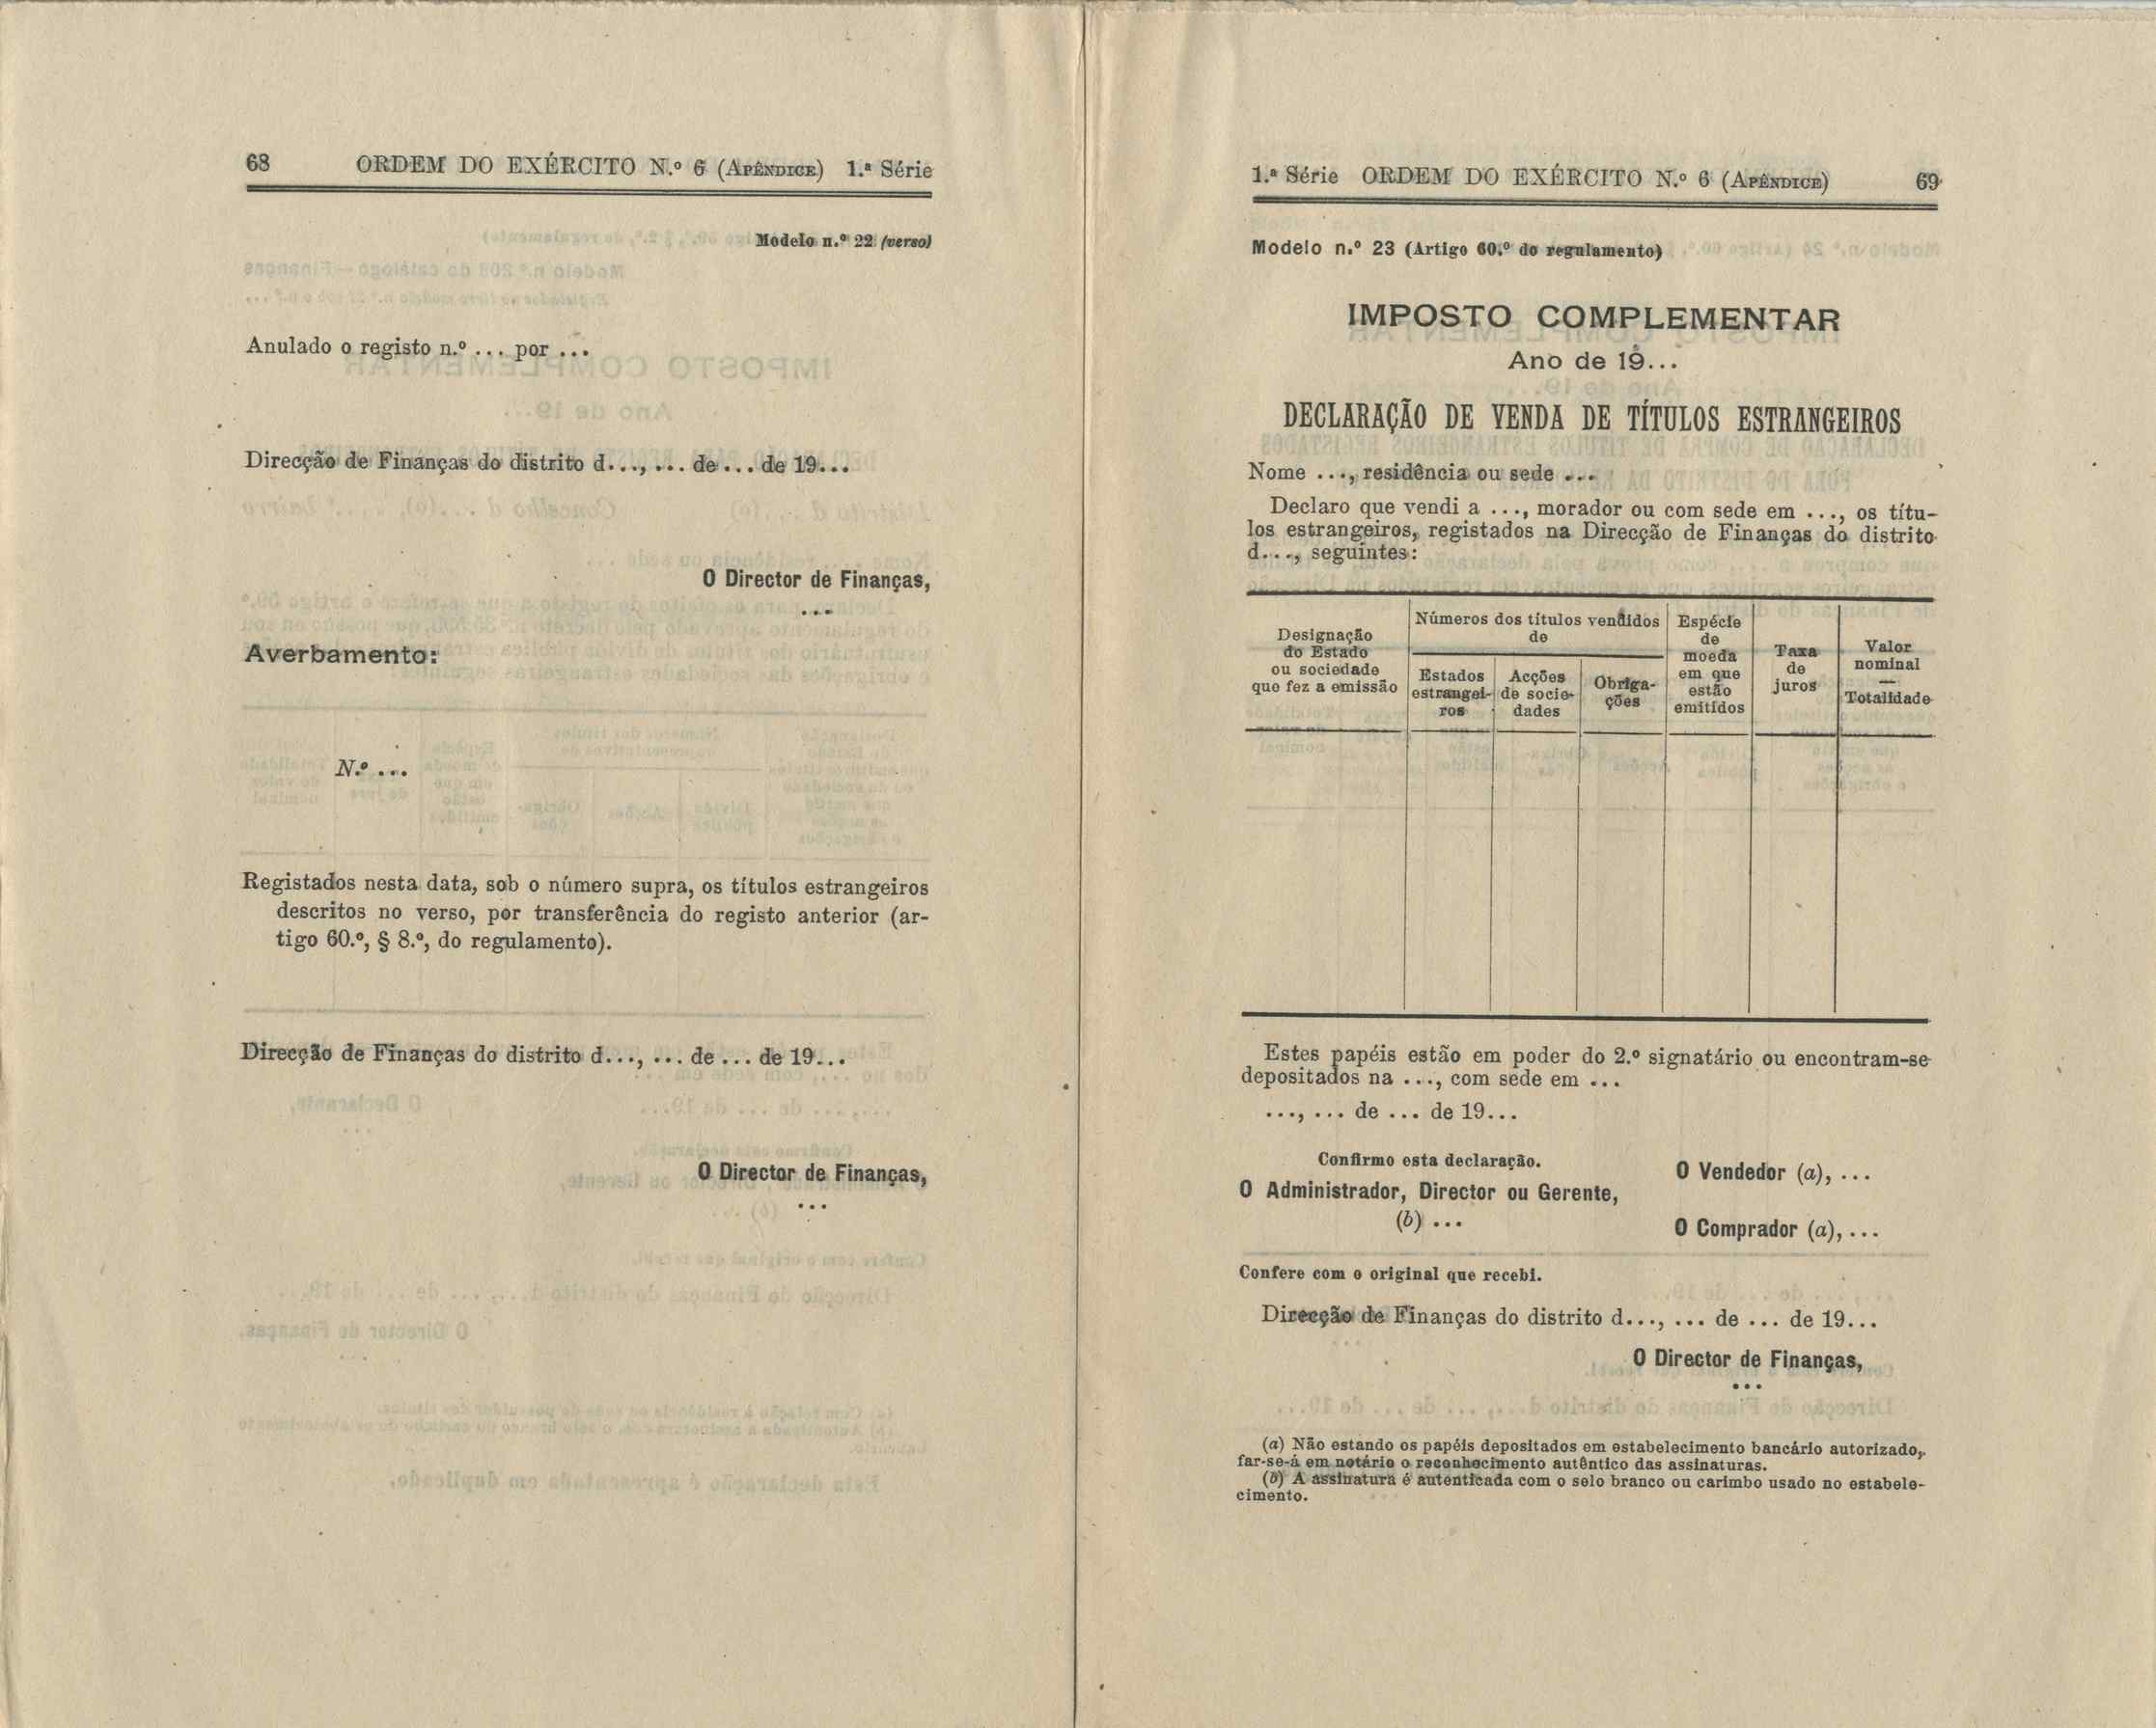 68 ORDEM DO EXÉRCITO N.º 6 (APÊNDICE) 1.ª Série
Modelo n.º 22 (verso)
Anulado o registo n.º ... por ...
Direcção de Finanças do distrito d..., ... de ... de 19...
O Director de Finanças,
...
Averbamento:
N.º ...
Registados nesta data, sob o número supra, os títulos estrangeiros
descritos no verso, por transferência do registo anterior (ar-
tigo 60.º, § 8.º, do regulamento).
Direcção de Finanças do distrito d..., ... de ... de 19...
O Director de Finanças,
...
1.ª Série ORDEM DO EXÉRCITO N.º 6 (APÊNDICE) 69
Modelo n.º 23 (Artigo 60.º do regulamento)
IMPOSTO COMPLEMENTAR
Ano de 19...
DECLARAÇÃO DE VENDA DE TÍTULOS ESTRANGEIROS
Nome ..., residência ou sede ...
Declaro que vendi a ..., morador ou com sede em ..., os títu-
los estrangeiros, registados na Direcção de Finanças do distrito
d..., seguintes:
Designação
do Estado
ou sociedade
que fez a emissão
Números dos títulos vendidos
de
Estados
estrangei-
ros
Acções
de socie-
dades
Obriga-
ções
Espécie
de
moeda
em que
estão
emitidos
Taxa
de
juros
Valor
nominal
—
Totalidade
Estes papéis estão em poder do 2.º signatário ou encontram-se
depositados na ..., com sede em ...
..., ... de ... de 19...
Confirmo esta declaração.
O Administrador, Director ou Gerente,
(b) ...
O Vendedor (a), ...
O Comprador (a), ...
Confere com o original que recebi.
Direcção de Finanças do distrito d..., ... de ... de 19...
O Director de Finanças,
...
(a) Não estando os papéis depositados em estabelecimento bancário autorizado,
far-se-á em notário o reconhecimento autêntico das assinaturas.
(b) A assinatura é autenticada com o selo branco ou carimbo usado no estabele-
cimento.